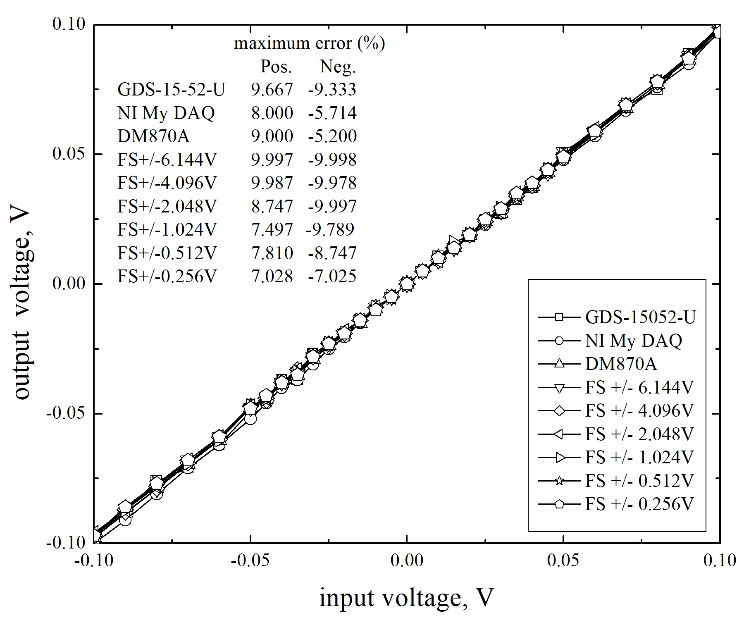 maximum error (%)
Pos. Neg.
GDS-15-52-U 9.667 -9.333
NI My DAQ 8.000 -5.714
DM870A 9.000 -5.200
FS+/-6.144V 9.997 -9.998
FS+/-4.096V 9.987 -9.978
FS+/-2.048V 8.747 -9.997
FS+/-1.024V 7.497 -9.789
FS+/-0.512V 7.810 -8.747
FS+/-0.256V 7.028 -7.025
0.10
0.05
0.00
-0.05
-0.10
output voltage, V
GDS-15052-U
NI My DAQ
DM870A
FS +/- 6.144V
FS +/- 4.096V
FS +/- 2.048V
FS +/- 1.024V
FS +/- 0.512V
FS +/- 0.256V
-0.10 -0.05 0.00 0.05 0.10
input voltage, V